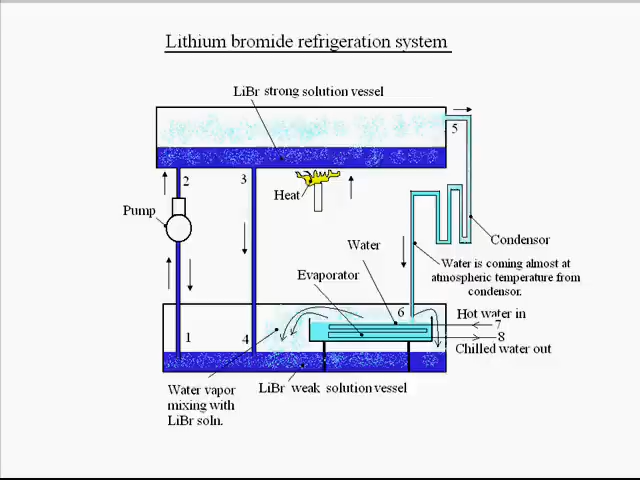 Lithium bromide refrigeration system
LiBr strong solution vessel
5
2
3
Heat
Pump
Condensor
Water
Water is coming almost at
atmospheric temperature from
condensor.
Evaporator
6
Hot water in
7
1
4
8
Chilled water out
Water vapor
mixing with
LiBr soln.
LiBr weak solution vessel